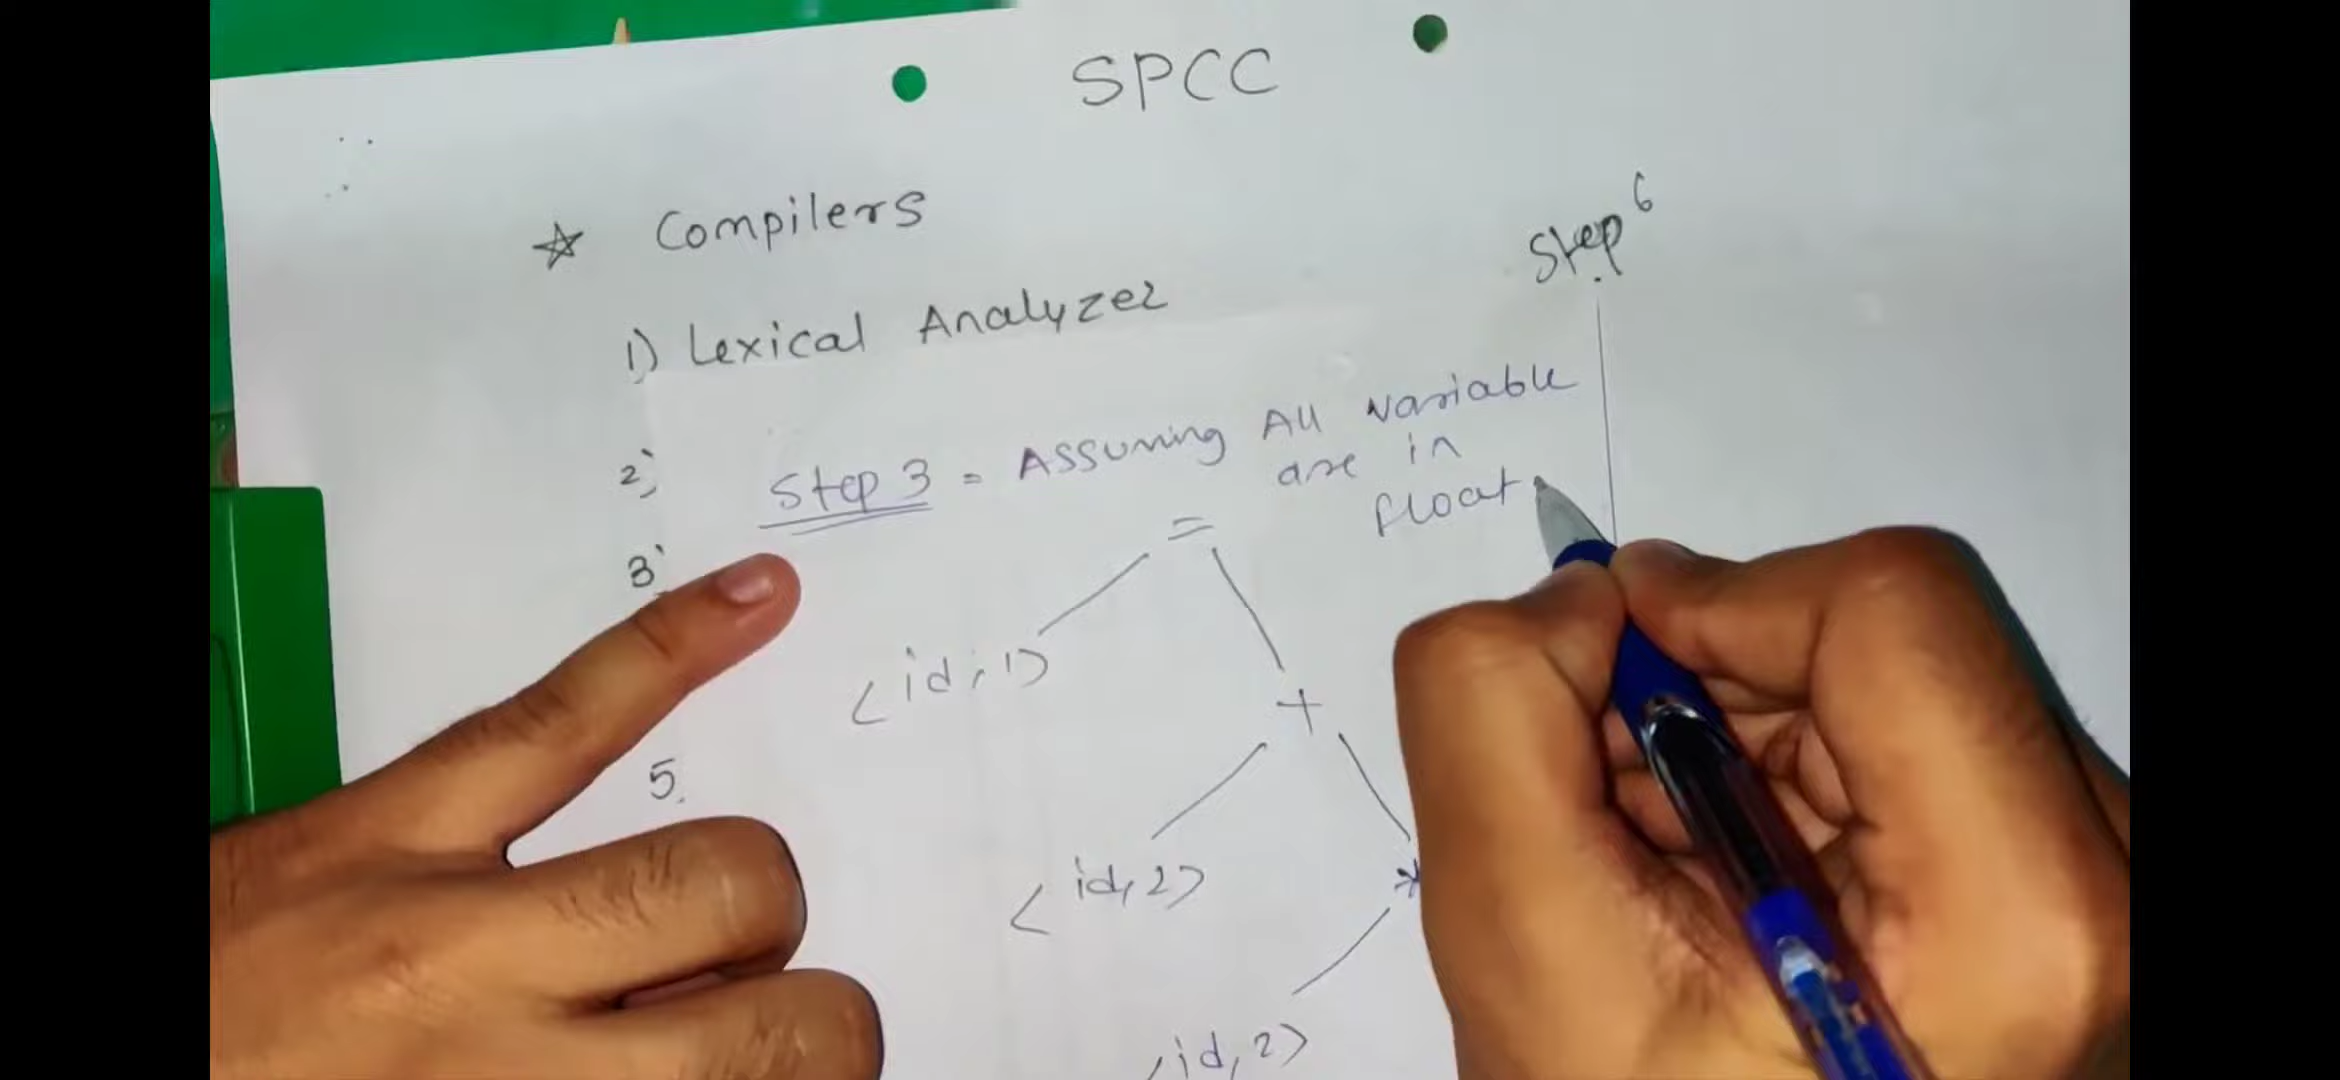 SPCC
☆ Compilers
Step 6
1) Lexical Analyzer
2)
Step 3 = Assuming All variable
are in
float
3)
=
<id,1>
+
5.
<id,2>
*
<id,2>